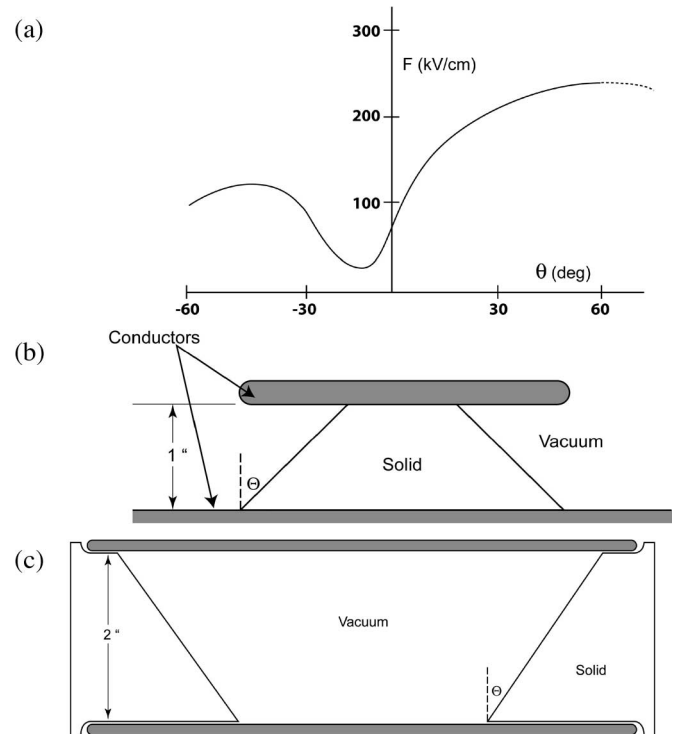 (a)
300
F (kV/cm)
200
100
θ (deg)
-60
-30
30
60
Conductors
(b)
1 “
Θ
Solid
Vacuum
(c)
2 “
Vacuum
Θ
Solid